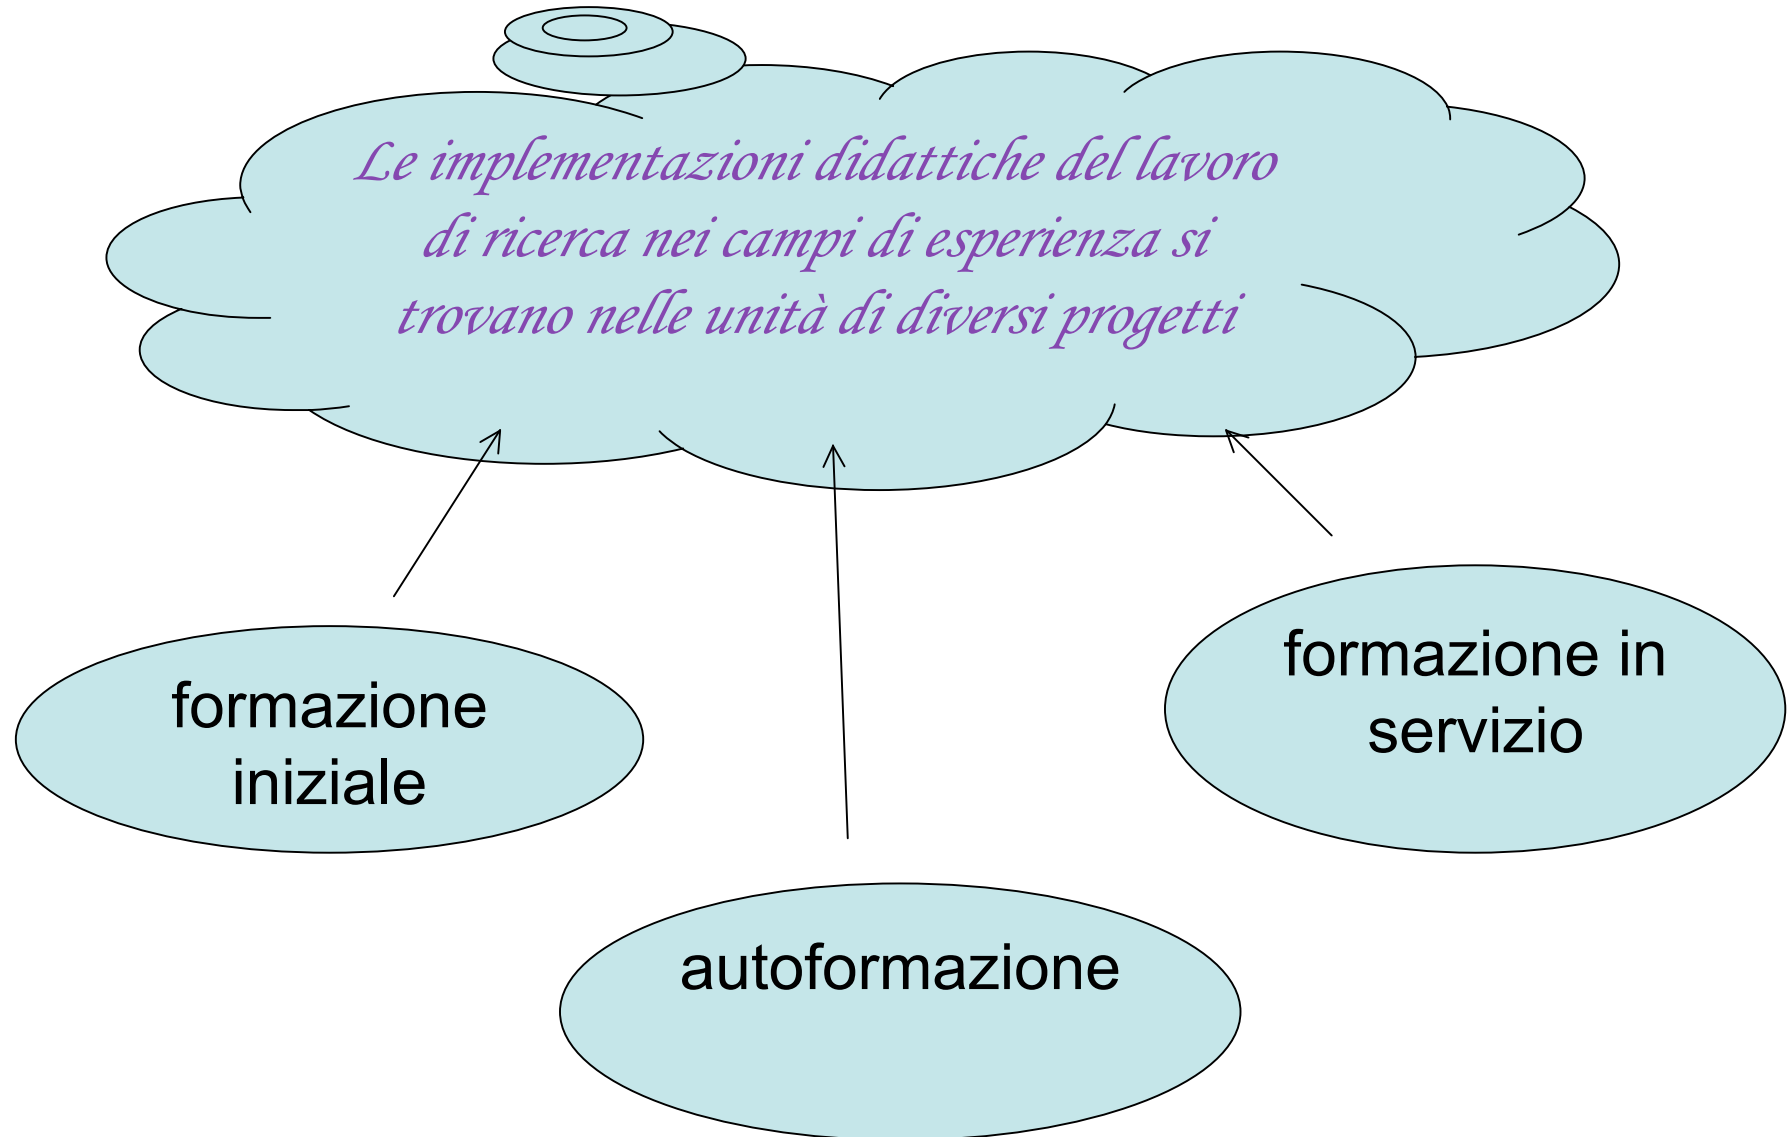 Le implementazioni didattiche del lavoro
di ricerca nei campi di esperienza si
trovano nelle unità di diversi progetti
formazione
iniziale
formazione in
servizio
autoformazione